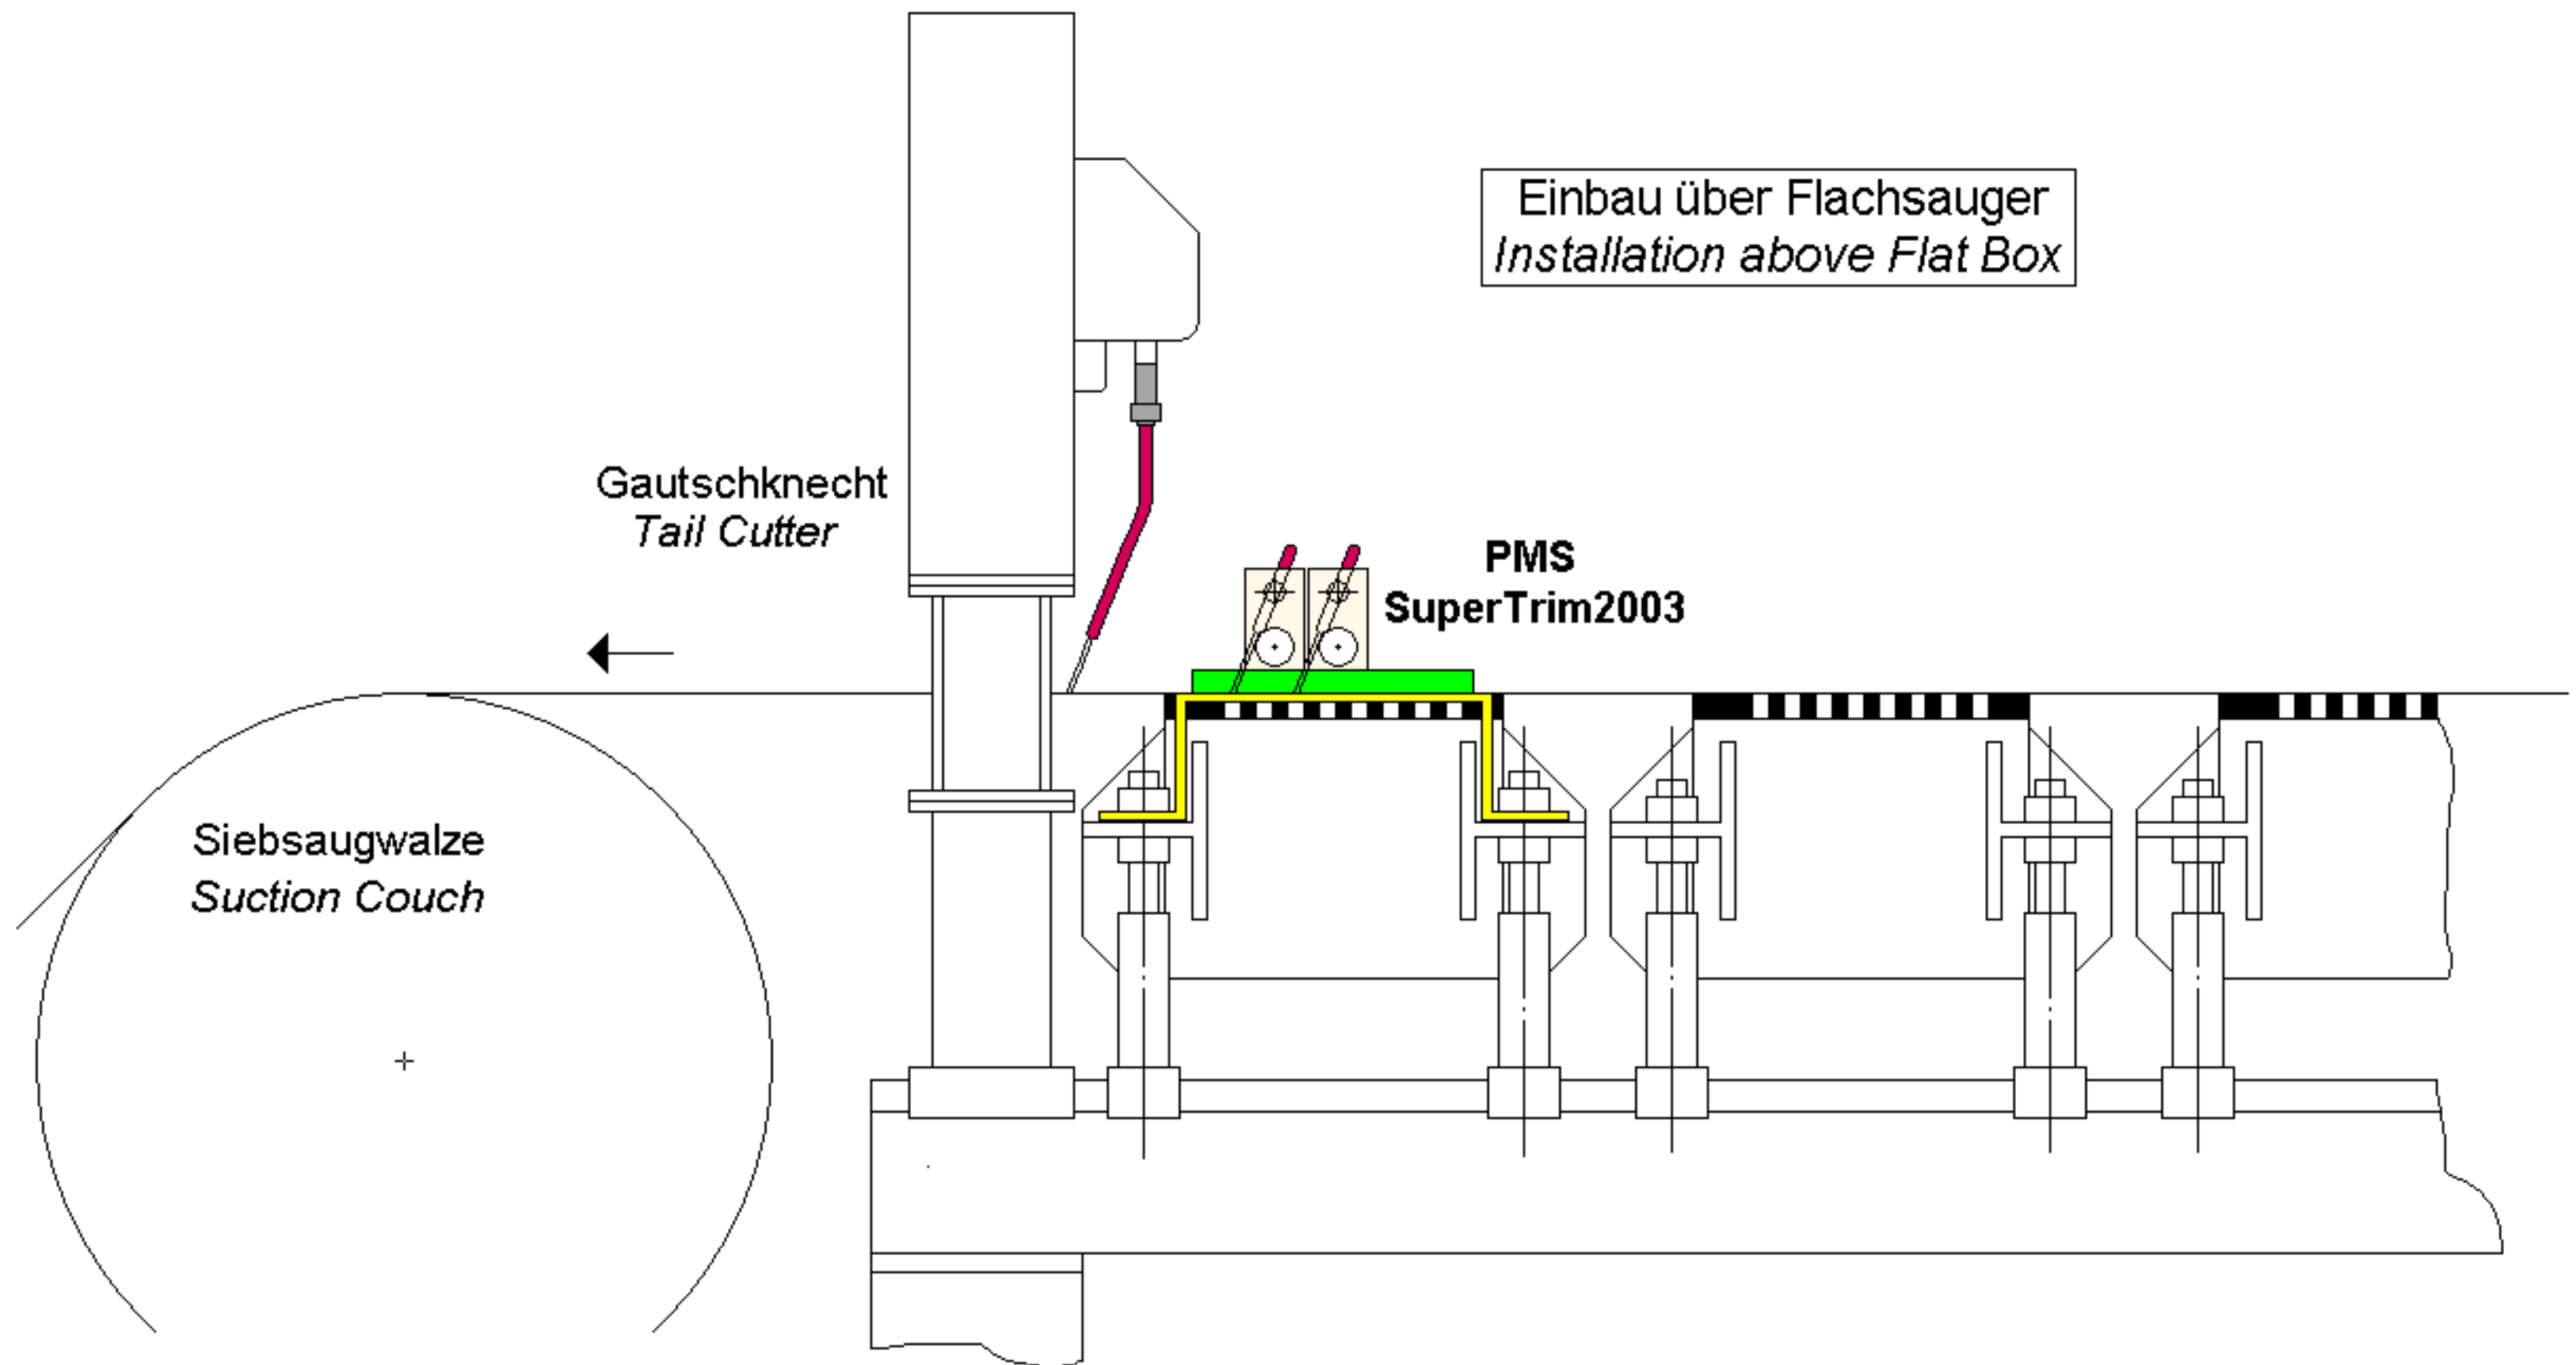 Einbau über Flachsauger
Installation above Flat Box
Gautschknecht
Tail Cutter
PMS
SuperTrim2003
Siebsaugwalze
Suction Couch